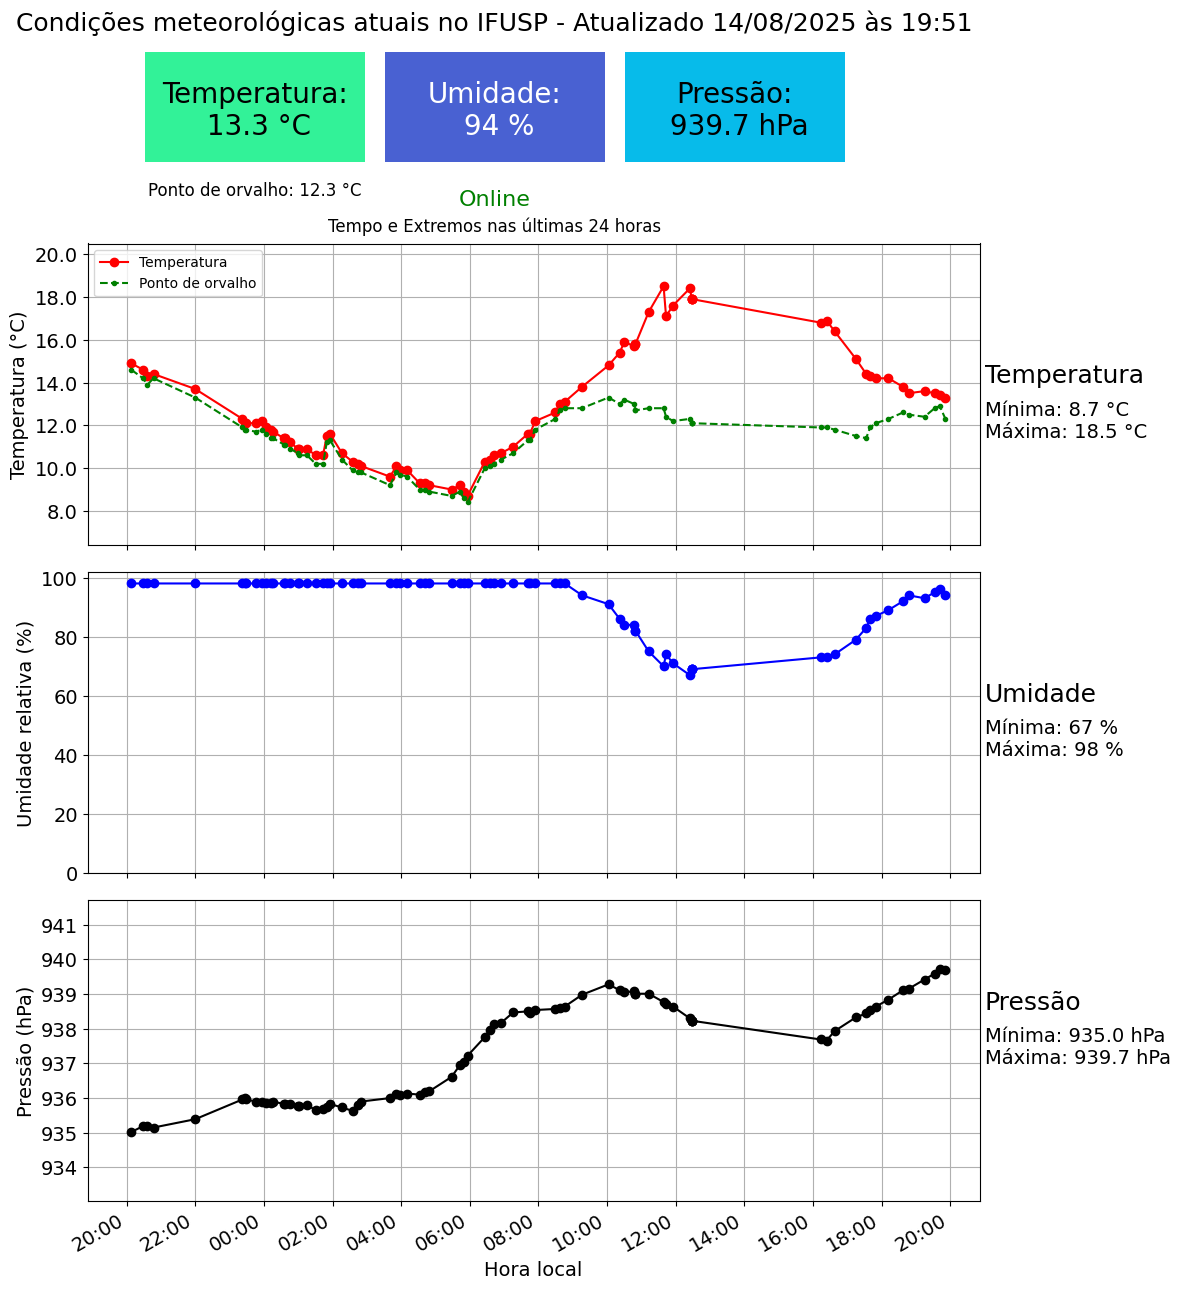 Condições meteorológicas atuais no IFUSP - Atualizado 14/08/2025 às 19:51
Temperatura:
13.3 °C
Umidade:
94 %
Pressão:
939.7 hPa
Ponto de orvalho: 12.3 °C
Online
Tempo e Extremos nas últimas 24 horas
Temperatura (°C)
20.0
18.0
16.0
14.0
12.0
10.0
8.0
Temperatura
Ponto de orvalho
Temperatura
Mínima: 8.7 °C
Máxima: 18.5 °C
Umidade relativa (%)
100
80
60
40
20
0
Umidade
Mínima: 67 %
Máxima: 98 %
Pressão (hPa)
941
940
939
938
937
936
935
934
Pressão
Mínima: 935.0 hPa
Máxima: 939.7 hPa
20:00 22:00 00:00 02:00 04:00 06:00 08:00 10:00 12:00 14:00 16:00 18:00 20:00
Hora local